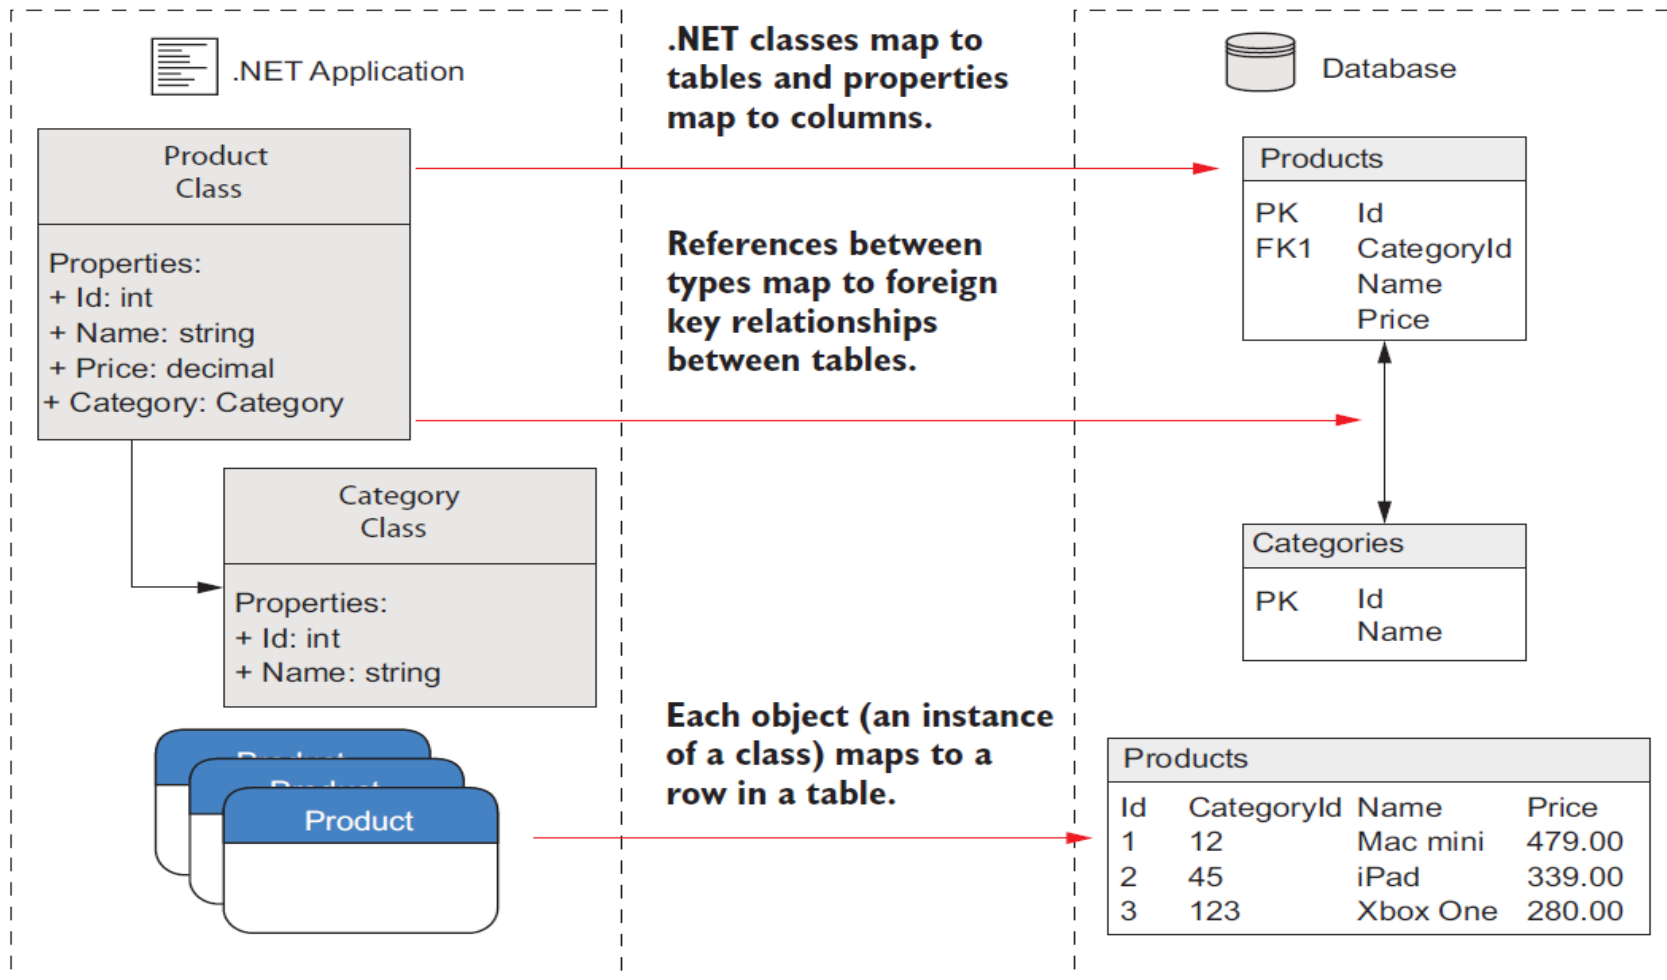 .NET Application
Product
Class
Properties:
+ Id: int
+ Name: string
+ Price: decimal
+ Category: Category
Category
Class
Properties:
+ Id: int
+ Name: string
Product
Product
Product
.NET classes map to
tables and properties
map to columns.
References between
types map to foreign
key relationships
between tables.
Each object (an instance
of a class) maps to a
row in a table.
Database
Products
PK Id
FK1 CategoryId
Name
Price
Categories
PK Id
Name
Products
Id CategoryId Name Price
1 12 Mac mini 479.00
2 45 iPad 339.00
3 123 Xbox One 280.00